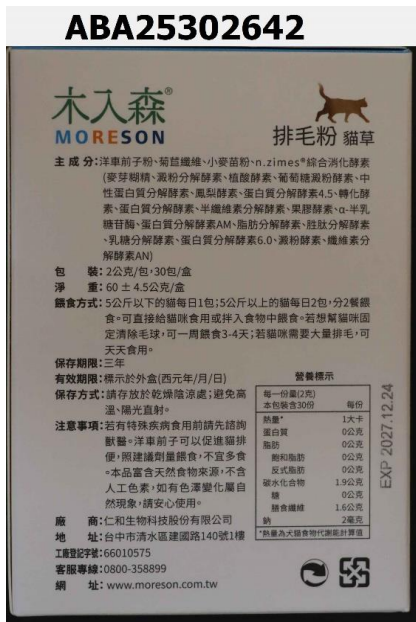 ABA25302642
木入森®
MORESON
排毛粉 貓草
主成分:洋車前子粉、菊苣纖維、小麥苗粉、n.zimes®綜合消化酵素
(麥芽糊精、澱粉分解酵素、植酸酵素、葡萄糖澱粉酵素、中
性蛋白質分解酵素、鳳梨酵素、蛋白質分解酵素4.5、轉化酵
素、蛋白質分解酵素、半纖維素分解酵素、果膠酵素、α-半乳
糖苷酶、蛋白質分解酵素AM、脂肪分解酵素、胜肽分解酵素
、乳糖分解酵素、蛋白質分解酵素6.0、澱粉酵素、纖維素分
解酵素AN)
包裝:2公克/包,30包/盒
淨重:60 ± 4.5公克/盒
餵食方式:5公斤以下的貓每日1包;5公斤以上的貓每日2包,分2餐餵
食。可直接給貓咪食用或拌入食物中餵食。若想幫貓咪固
定清除毛球,可一周餵食3-4天;若貓咪需要大量排毛,可
天天食用。
保存期限:三年
有效期限:標示於外盒(西元年/月/日)
保存方式:請存放於乾燥陰涼處;避免高
溫、陽光直射。
注意事項:若有特殊疾病食用前請先諮詢
獸醫。洋車前子可以促進貓排
便,照建議劑量餵食,不宜多食
。本品富含天然食物來源,不含
人工色素,如有色澤變化屬自
然現象,請安心使用。
廠商:仁和生物科技股份有限公司
地址:台中市清水區建國路140號1樓
工廠登記字號:66010575
客服專線:0800-358899
網址:www.moreson.com.tw
營養標示
每一份量(2克)
本包裝含30份 每份
熱量* 1大卡
蛋白質 0公克
脂肪 0公克
飽和脂肪 0公克
反式脂肪 0公克
碳水化合物 1.9公克
糖 0公克
膳食纖維 1.6公克
鈉 2毫克
*熱量為犬貓食物代謝能計算值
EXP 2027.12.24